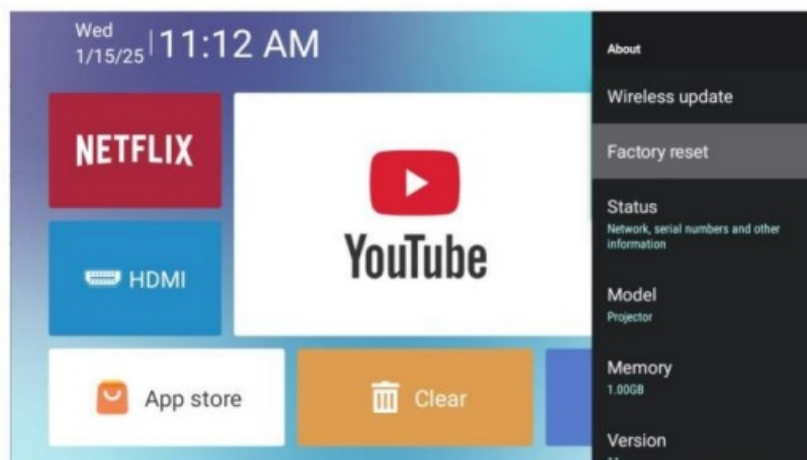 Wed
1/15/25
11:12 AM
NETFLIX
YouTube
HDMI
App store
Clear
About
Wireless update
Factory reset
Status
Network, serial numbers and other
information
Model
Projector
Memory
1.00GB
Version